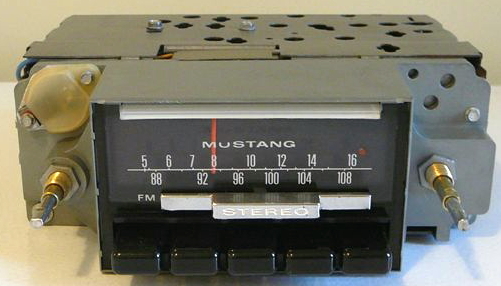 MUSTANG
5 6 7 8 10 12 14 16
88 92 96 100 104 108
FM
STEREO